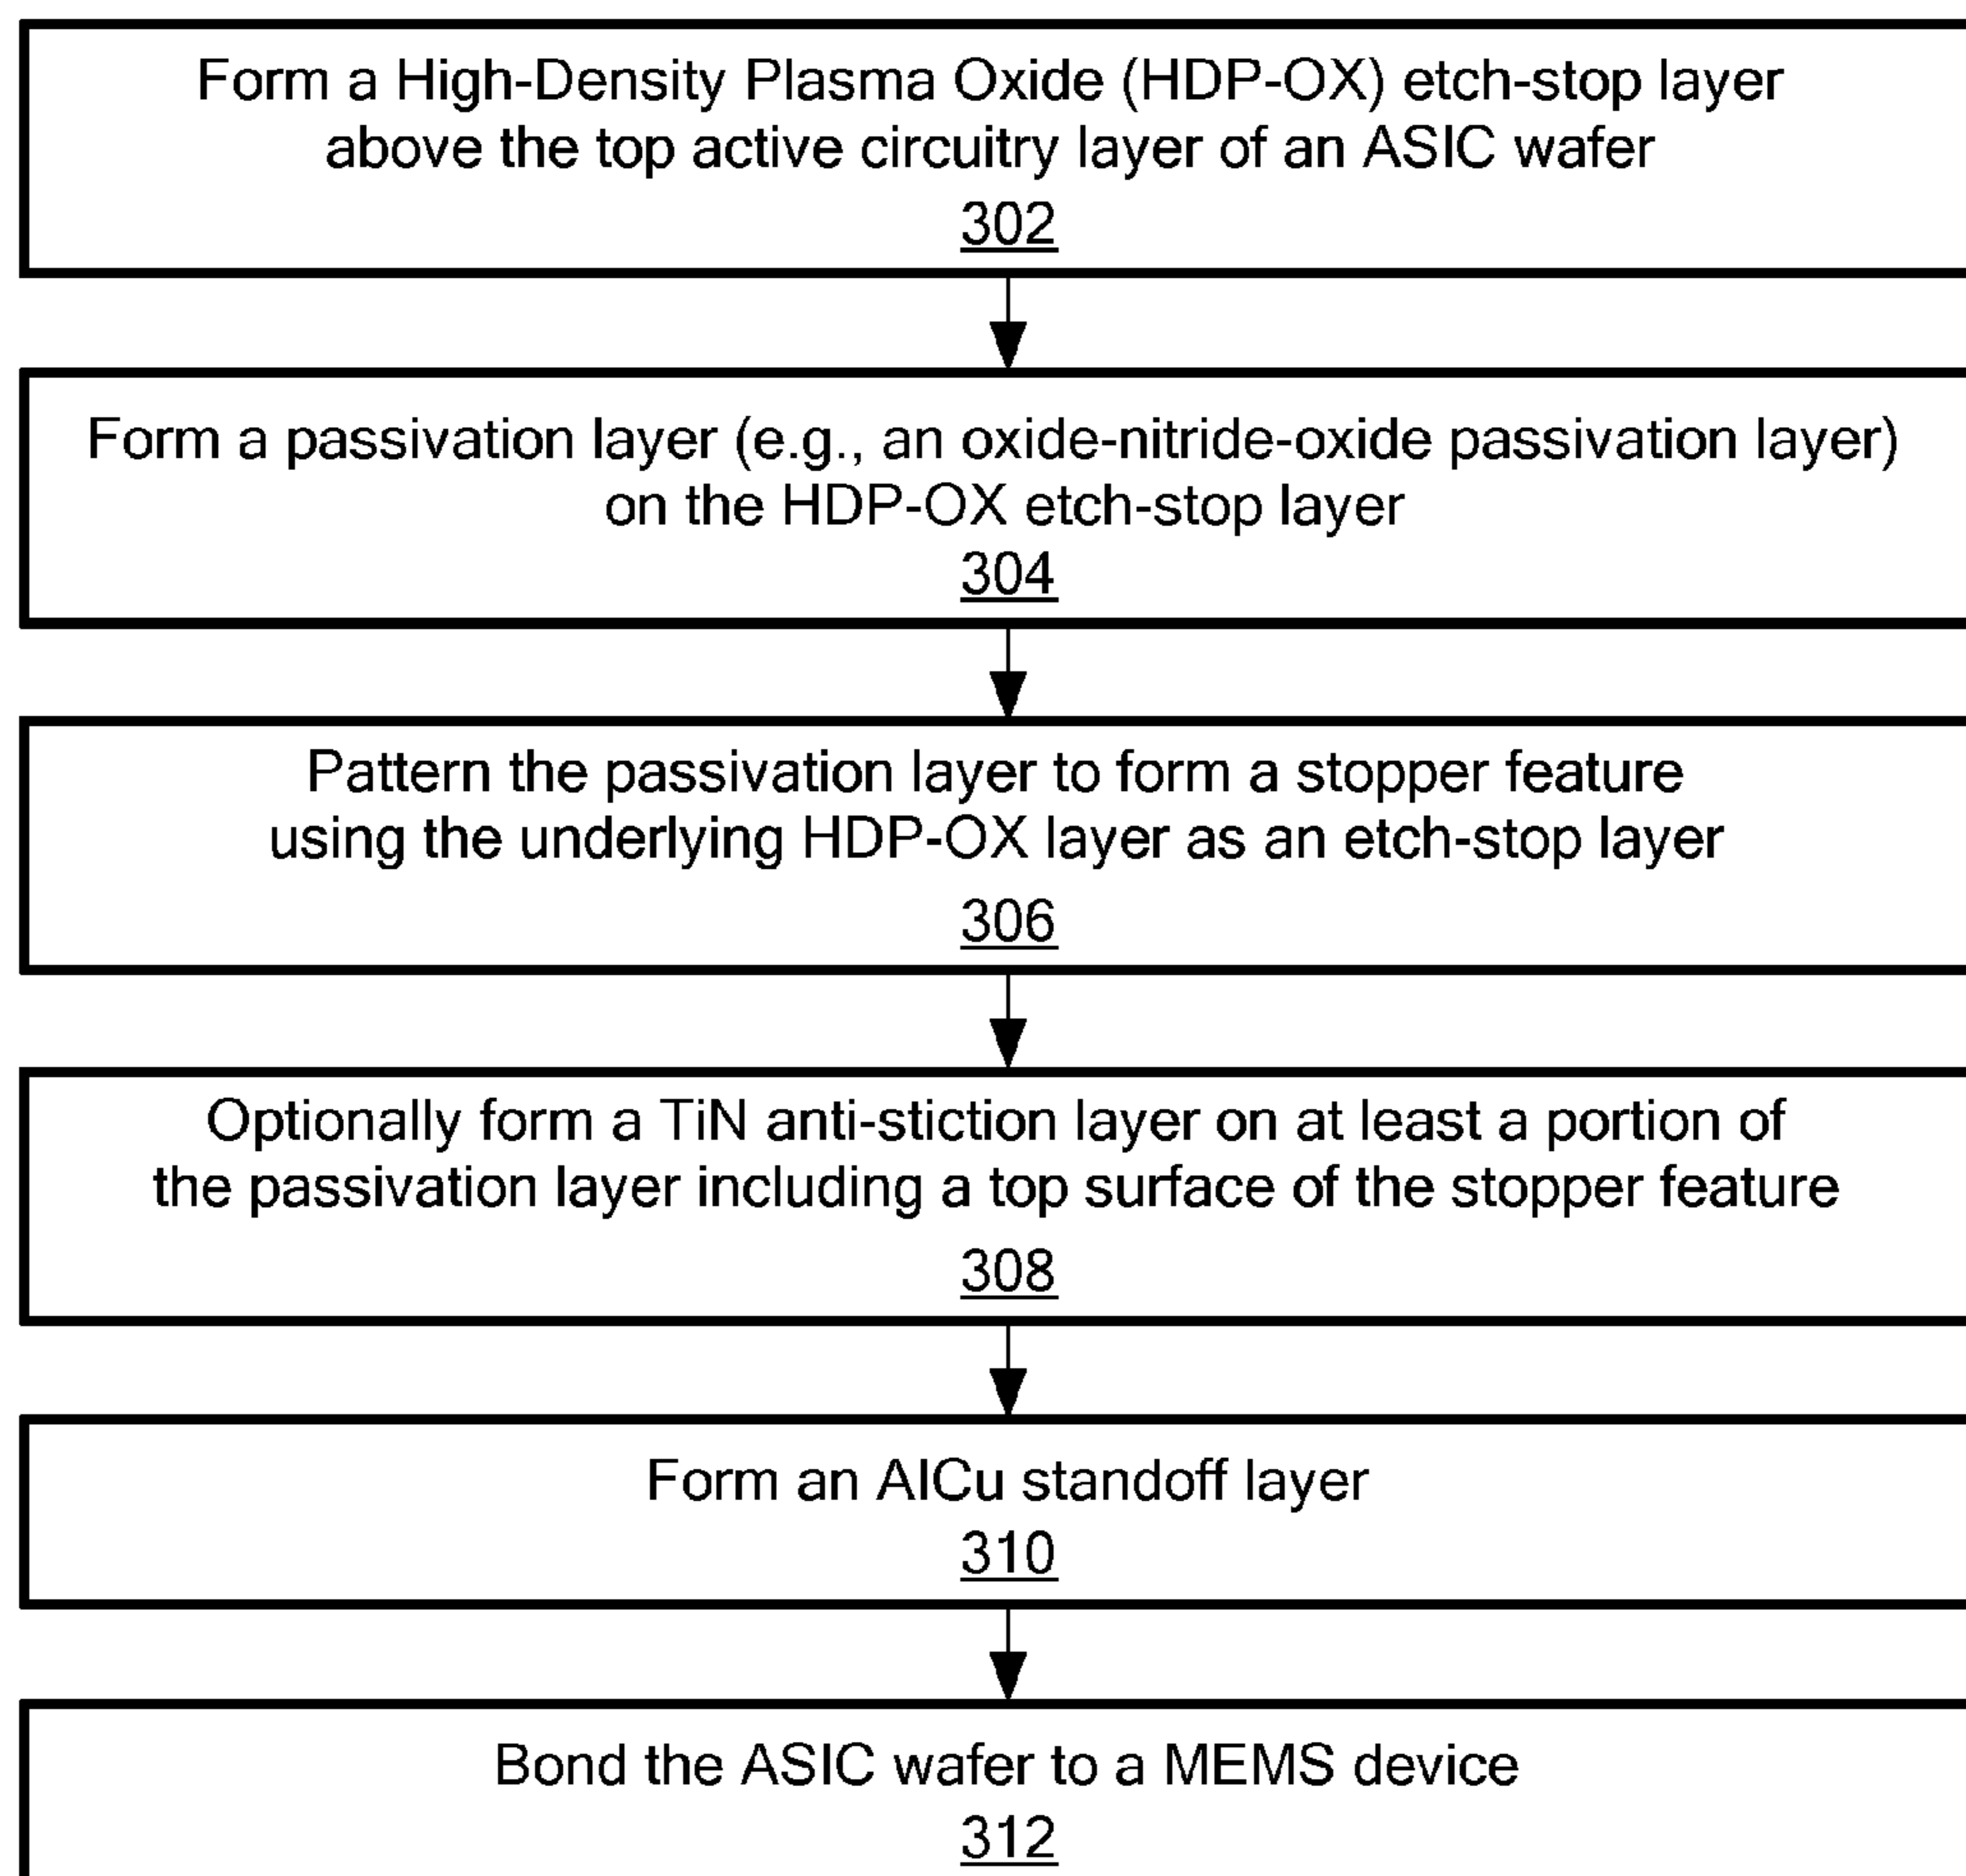 Form a High-Density Plasma Oxide (HDP-OX) etch-stop layer
above the top active circuitry layer of an ASIC wafer
302
Form a passivation layer (e.g., an oxide-nitride-oxide passivation layer)
on the HDP-OX etch-stop layer
304
Pattern the passivation layer to form a stopper feature
using the underlying HDP-OX layer as an etch-stop layer
306
Optionally form a TiN anti-stiction layer on at least a portion of
the passivation layer including a top surface of the stopper feature
308
Form an AlCu standoff layer
310
Bond the ASIC wafer to a MEMS device
312